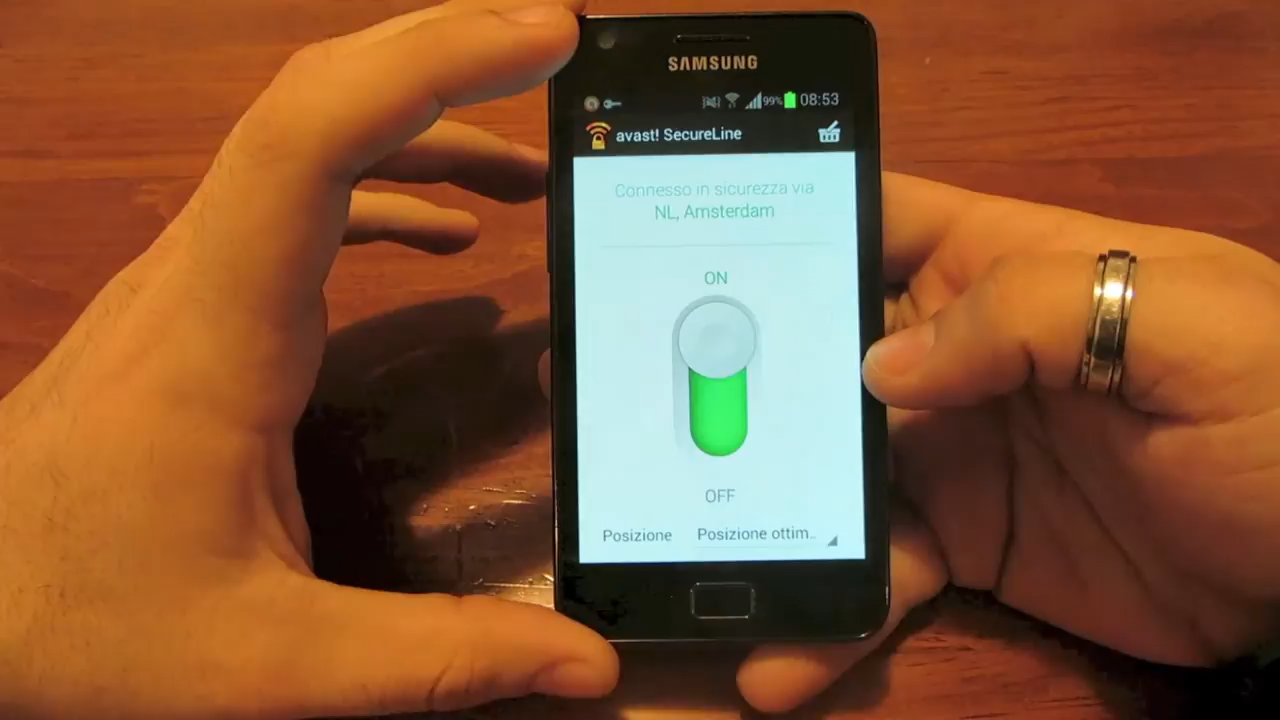 SAMSUNG
99% 08:53
avast! SecureLine
Connesso in sicurezza via
NL, Amsterdam
ON
OFF
Posizione Posizione ottim..